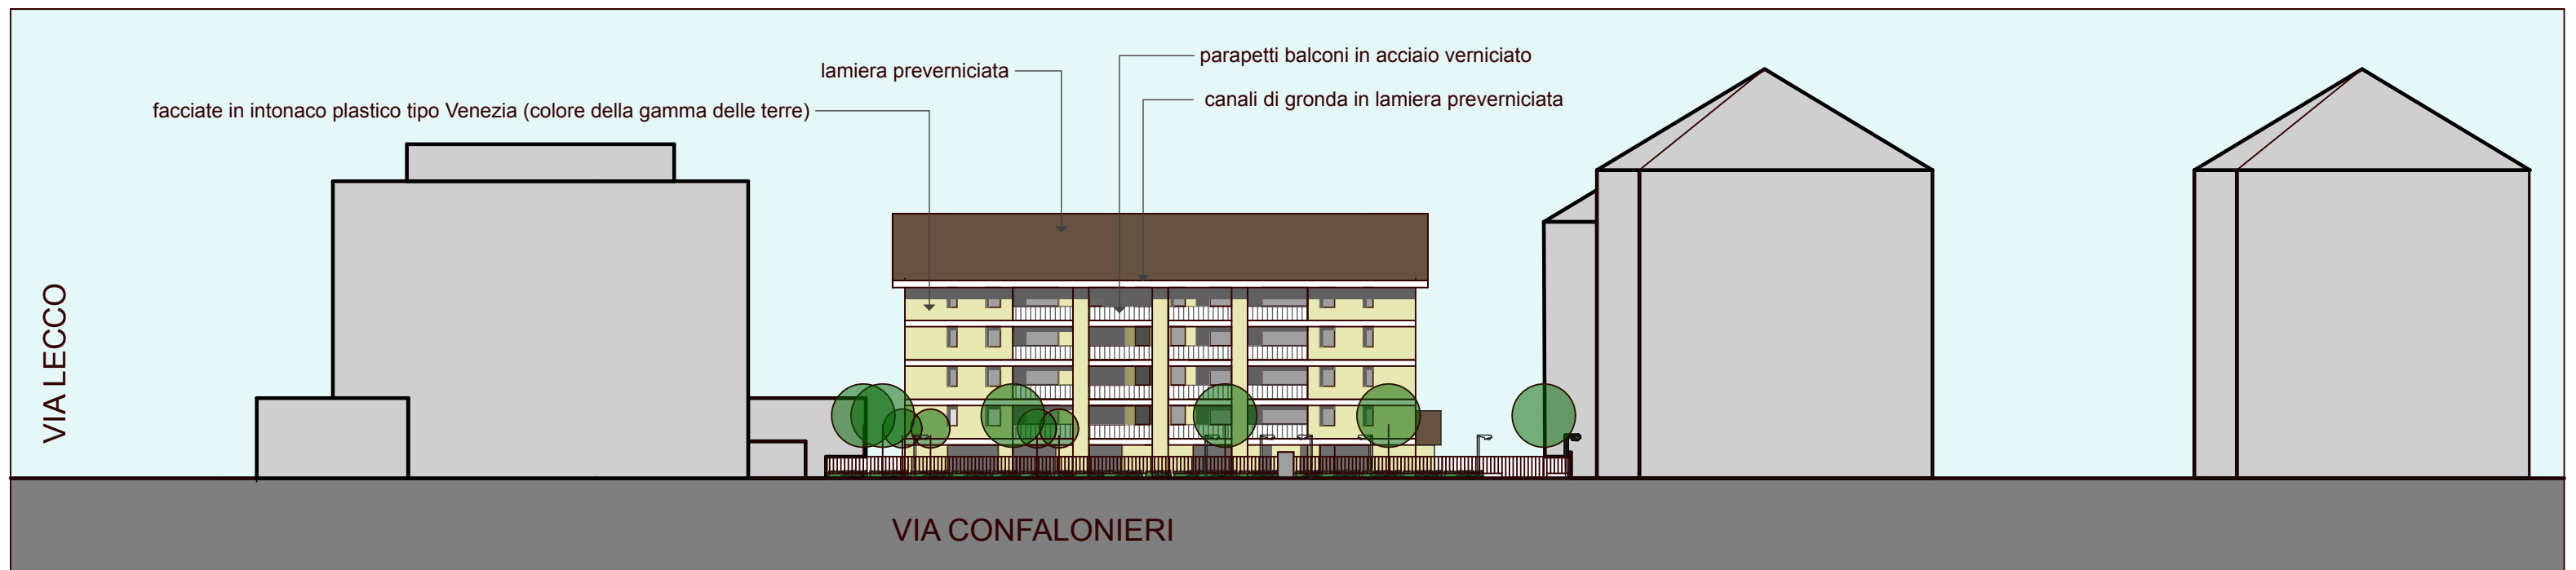 parapetti balconi in acciaio verniciato
lamiera preverniciata
canali di gronda in lamiera preverniciata
facciate in intonaco plastico tipo Venezia (colore della gamma delle terre)
VIA LECCO
VIA CONFALONIERI